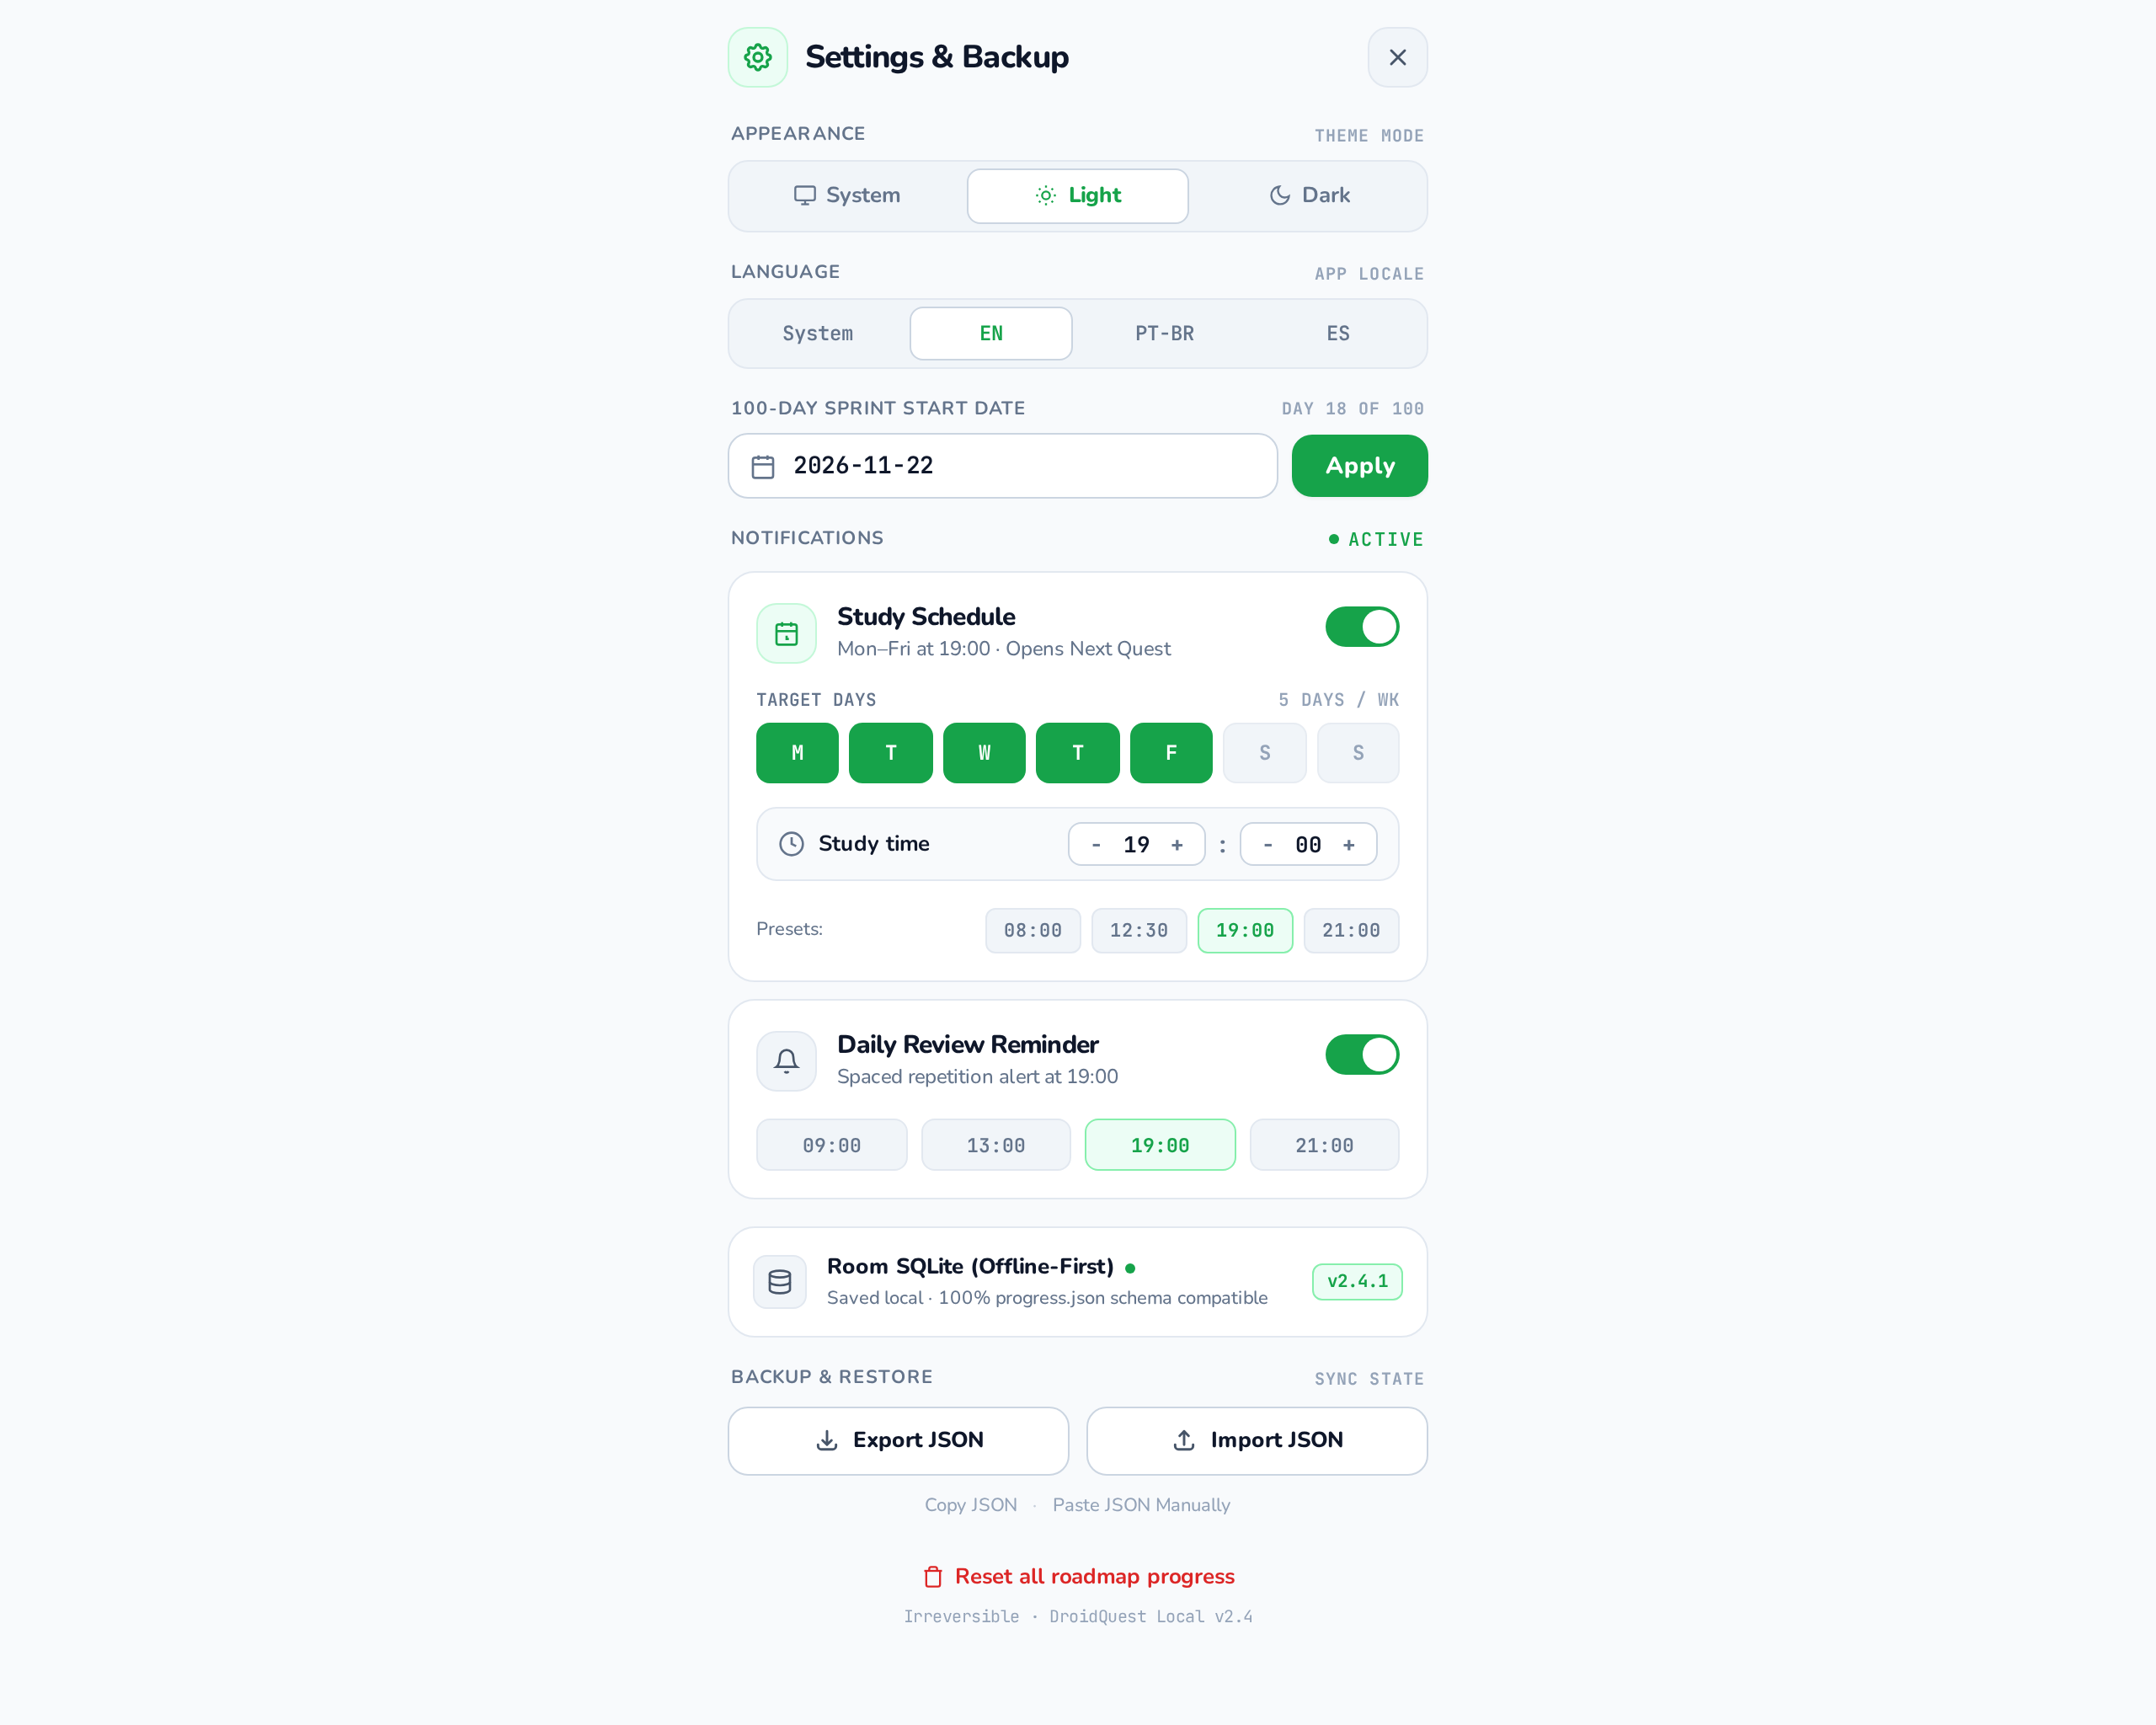 Settings & Backup
APPEARANCE THEME MODE
System Light Dark
LANGUAGE APP LOCALE
System EN PT-BR ES
100-DAY SPRINT START DATE DAY 18 OF 100
2026-11-22 Apply
NOTIFICATIONS ACTIVE
Study Schedule
Mon–Fri at 19:00 · Opens Next Quest
TARGET DAYS 5 DAYS / WK
M T W T F S S
Study time - 19 + : - 00 +
Presets: 08:00 12:30 19:00 21:00
Daily Review Reminder
Spaced repetition alert at 19:00
09:00 13:00 19:00 21:00
Room SQLite (Offline-First)
Saved local · 100% progress.json schema compatible
v2.4.1
BACKUP & RESTORE SYNC STATE
Export JSON Import JSON
Copy JSON · Paste JSON Manually
Reset all roadmap progress
Irreversible · DroidQuest Local v2.4